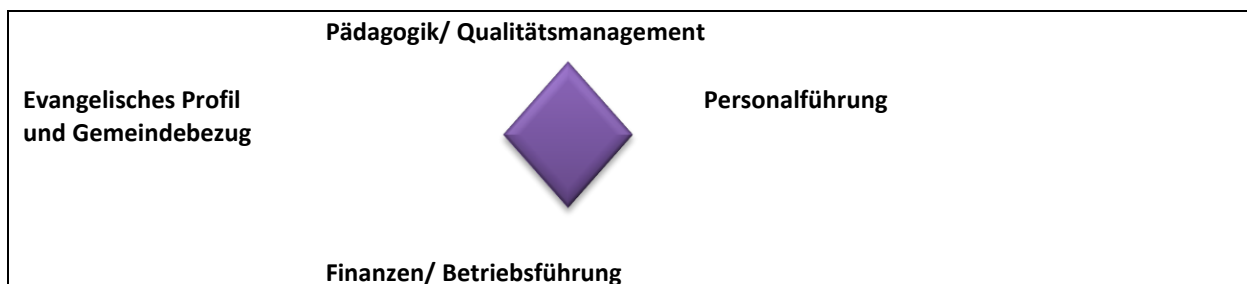 Pädagogik/ Qualitätsmanagement
Evangelisches Profil
und Gemeindebezug
Personalführung
Finanzen/ Betriebsführung